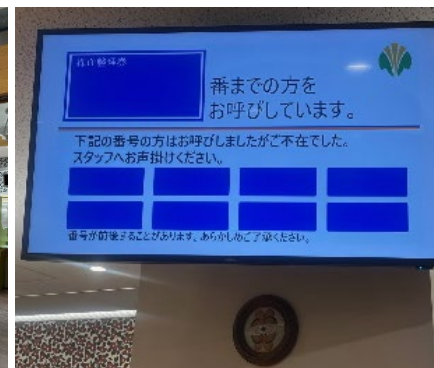 番までの方を
お呼びしています。
下記の番号の方はお呼びしましたがご不在でした。
スタッフへお声掛けください。
番号が前後することがあります。あらかじめご了承ください。